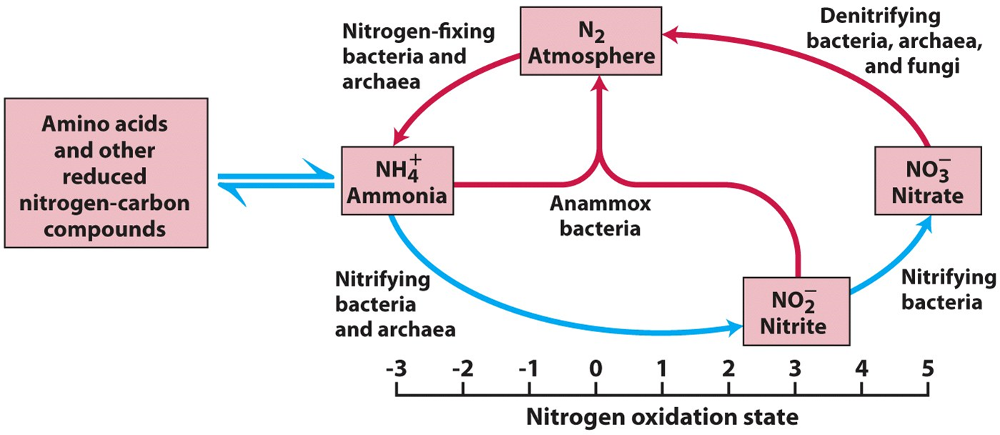 Nitrogen-fixing
bacteria and
archaea
N₂
Atmosphere
Denitrifying
bacteria, archaea,
and fungi
Amino acids
and other
reduced
nitrogen-carbon
compounds
NH₄⁺
Ammonia
Anammox
bacteria
NO₃⁻
Nitrate
Nitrifying
bacteria
and archaea
NO₂⁻
Nitrite
Nitrifying
bacteria
-3 -2 -1 0 1 2 3 4 5
Nitrogen oxidation state